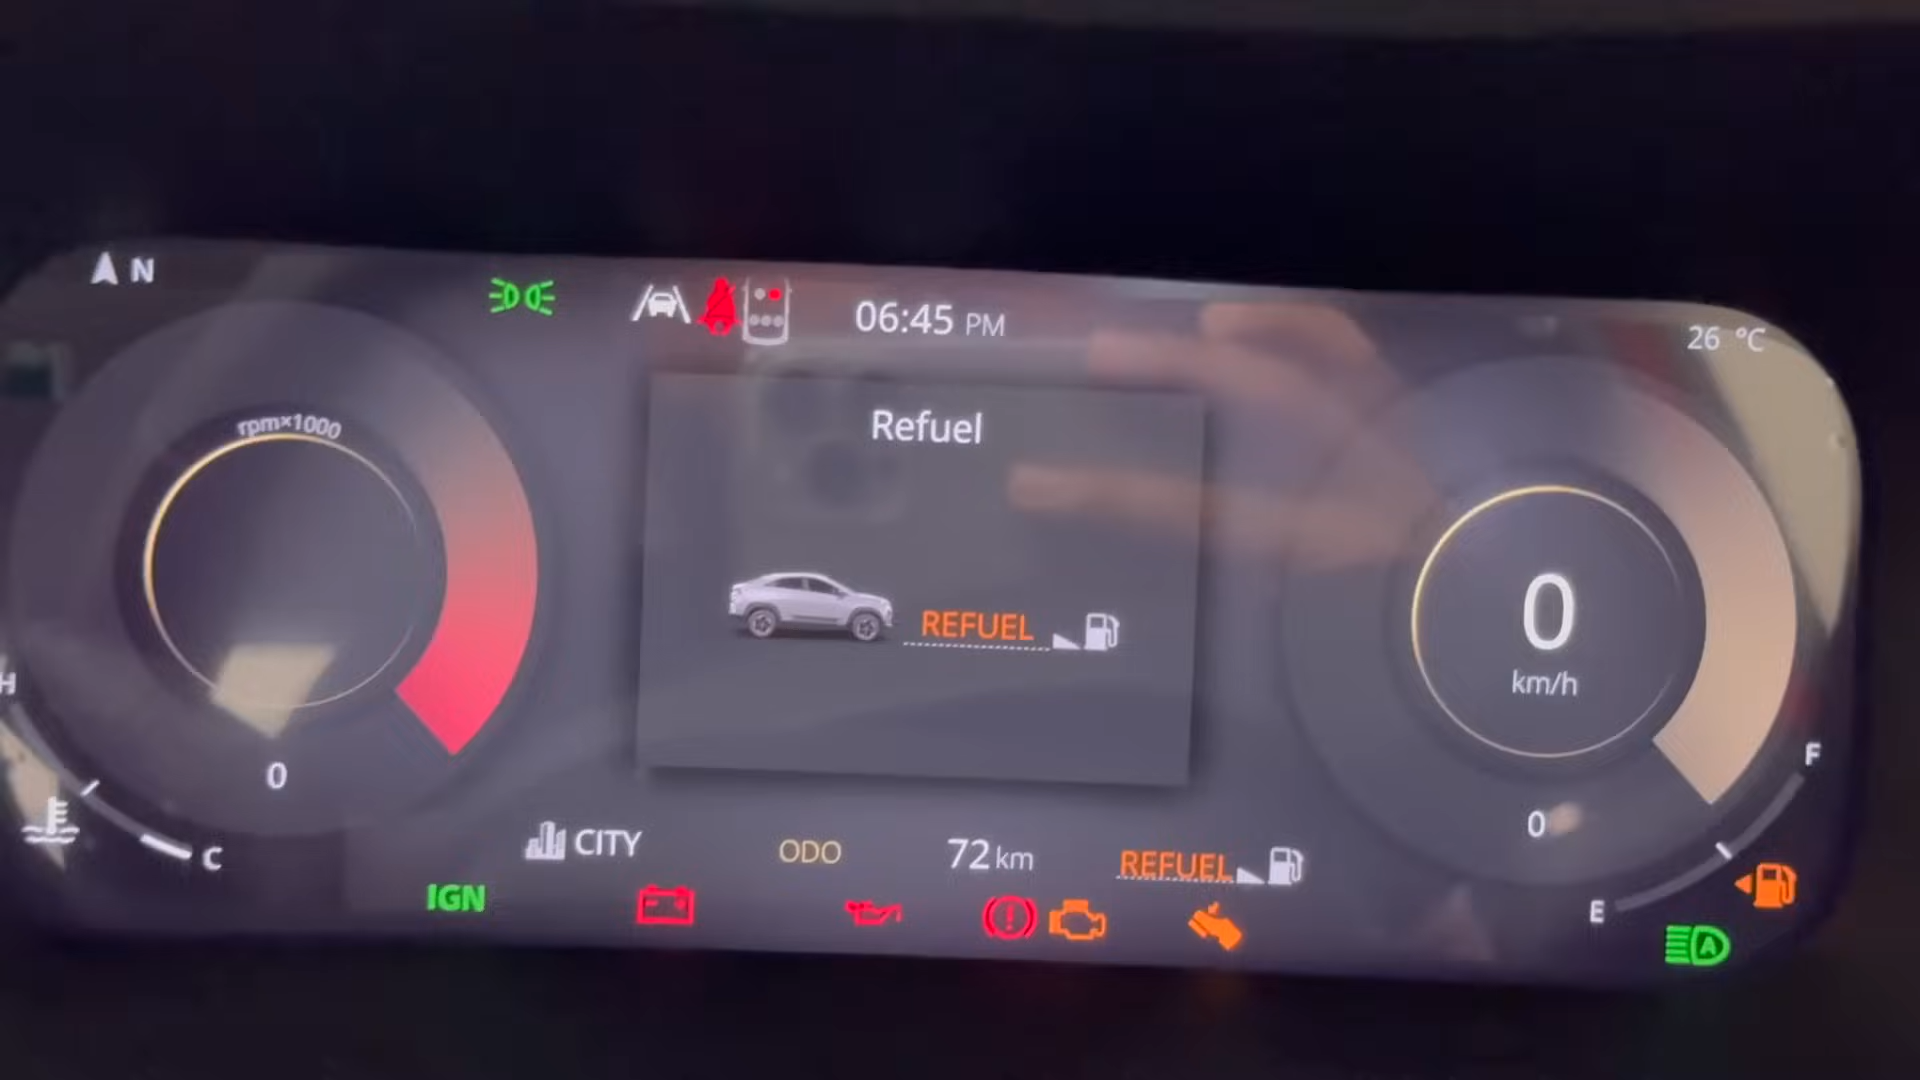 N
06:45 PM
26 °C
rpm×1000
Refuel
REFUEL
0
km/h
H
0
C
F
0
E
CITY
ODO
72 km
REFUEL
IGN
A